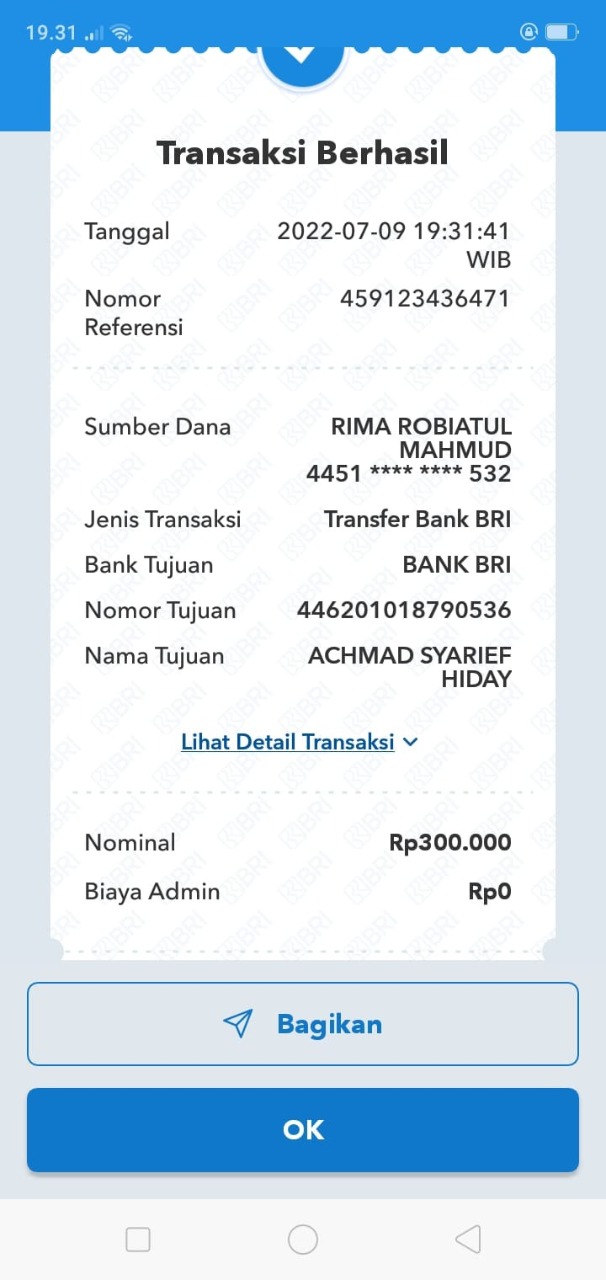 19.31
Transaksi Berhasil
Tanggal 2022-07-09 19:31:41
WIB
Nomor 459123436471
Referensi
Sumber Dana RIMA ROBIATUL
MAHMUD
4451 **** **** 532
Jenis Transaksi Transfer Bank BRI
Bank Tujuan BANK BRI
Nomor Tujuan 446201018790536
Nama Tujuan ACHMAD SYARIEF
HIDAY
Lihat Detail Transaksi
Nominal Rp300.000
Biaya Admin Rp0
Bagikan
OK